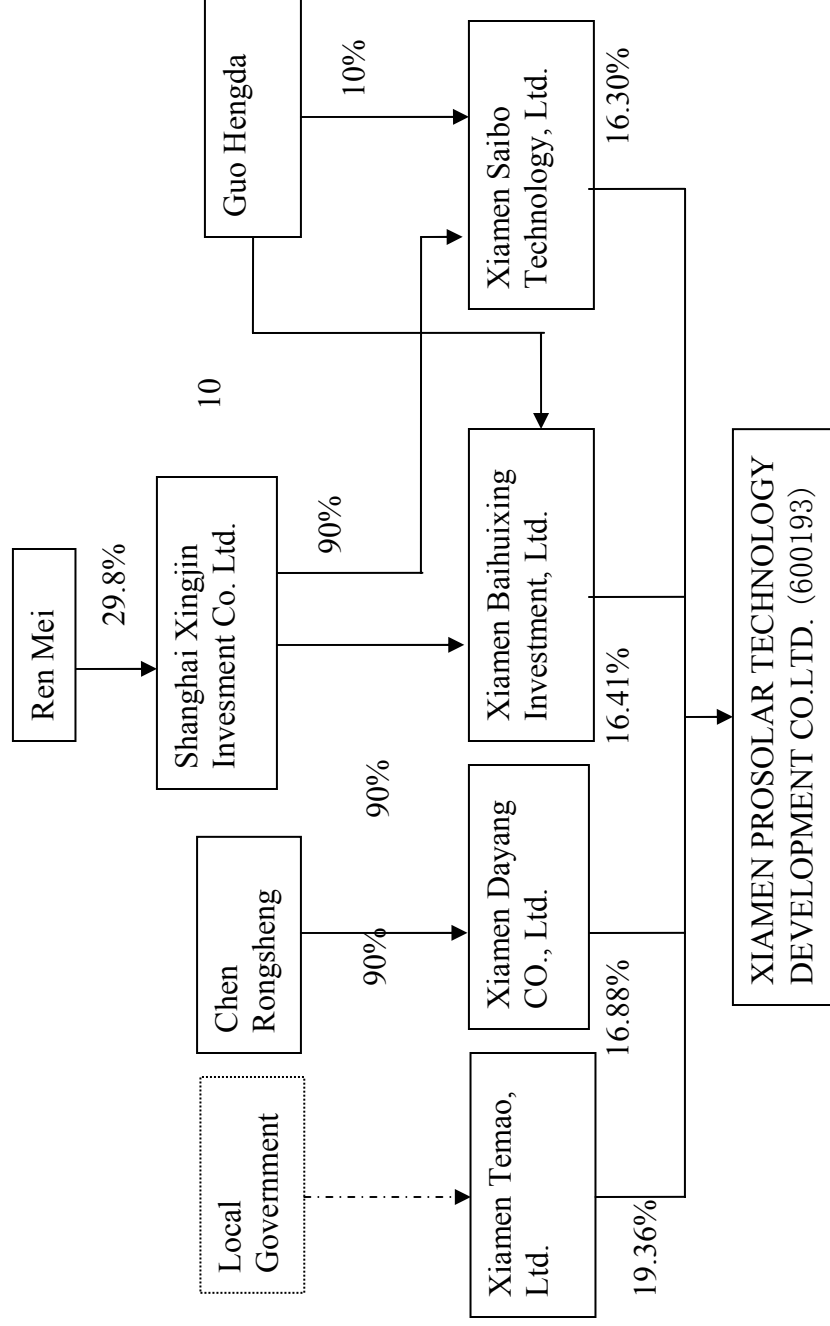 Ren Mei
29.8%
Shanghai Xingjin
Invesment Co. Ltd.
Local
Government
Chen
Rongsheng
Guo Hengda
10
90%
10%
90%
90%
Xiamen Temao,
Ltd.
Xiamen Dayang
CO., Ltd.
Xiamen Baihuixing
Investment, Ltd.
Xiamen Saibo
Technology, Ltd.
19.36%
16.88%
16.41%
16.30%
XIAMEN PROSOLAR TECHNOLOGY
DEVELOPMENT CO.LTD. (600193)